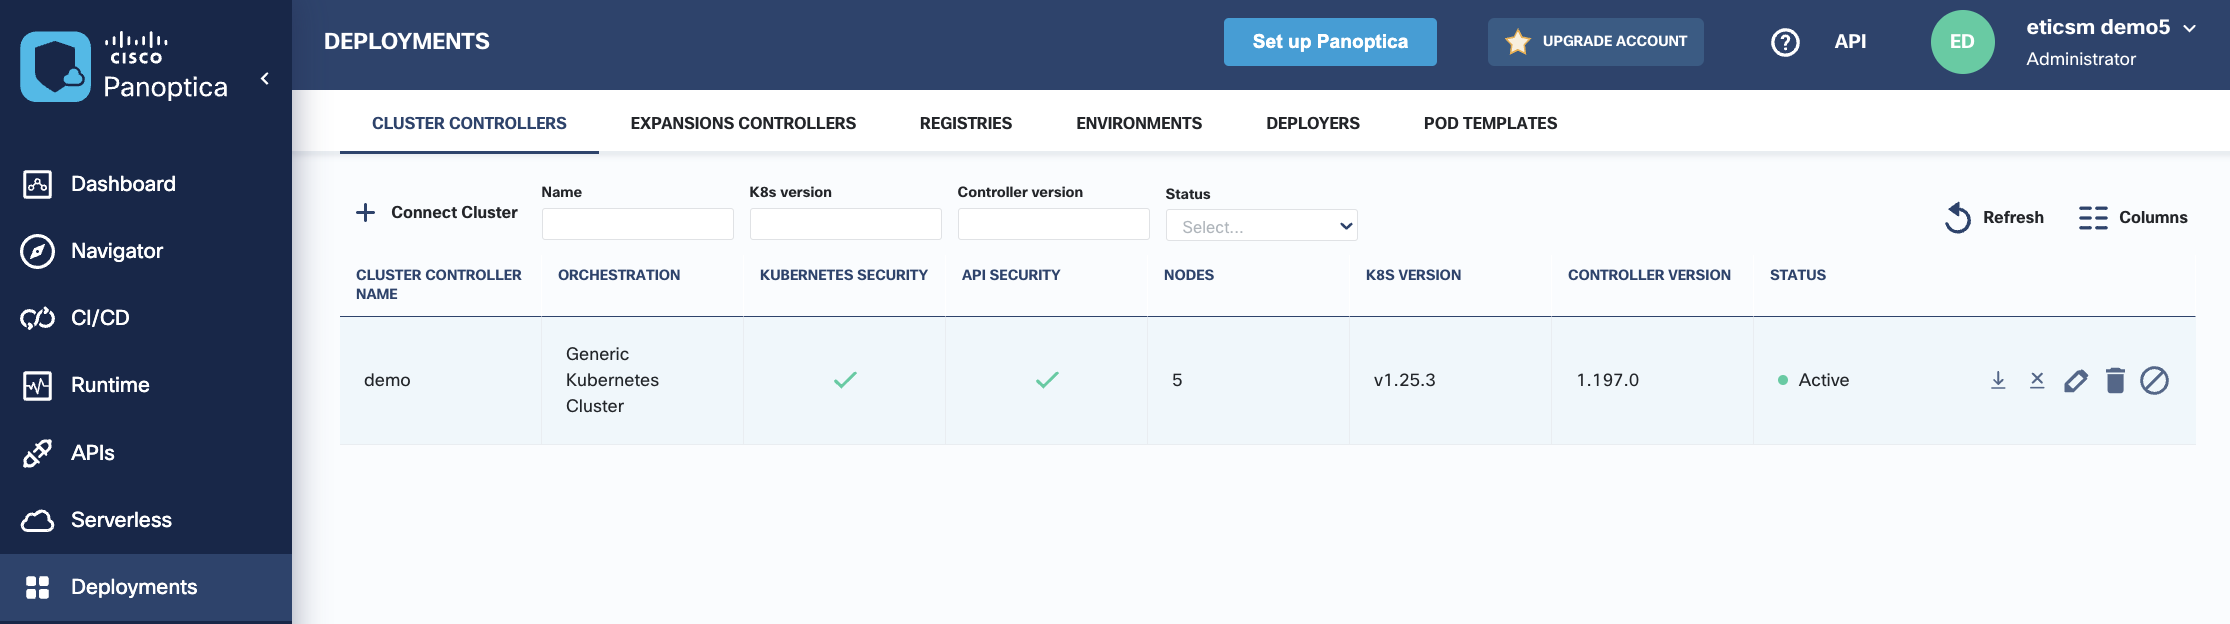 cisco
Panoptica
DEPLOYMENTS
Set up Panoptica
UPGRADE ACCOUNT
?
API
ED
eticsm demo5
Administrator
Dashboard
Navigator
CI/CD
Runtime
APIs
Serverless
Deployments
CLUSTER CONTROLLERS
EXPANSIONS CONTROLLERS
REGISTRIES
ENVIRONMENTS
DEPLOYERS
POD TEMPLATES
Connect Cluster
Name
K8s version
Controller version
Status
Select...
Refresh
Columns
CLUSTER CONTROLLER
NAME
ORCHESTRATION
KUBERNETES SECURITY
API SECURITY
NODES
K8S VERSION
CONTROLLER VERSION
STATUS
demo
Generic
Kubernetes
Cluster
5
v1.25.3
1.197.0
Active